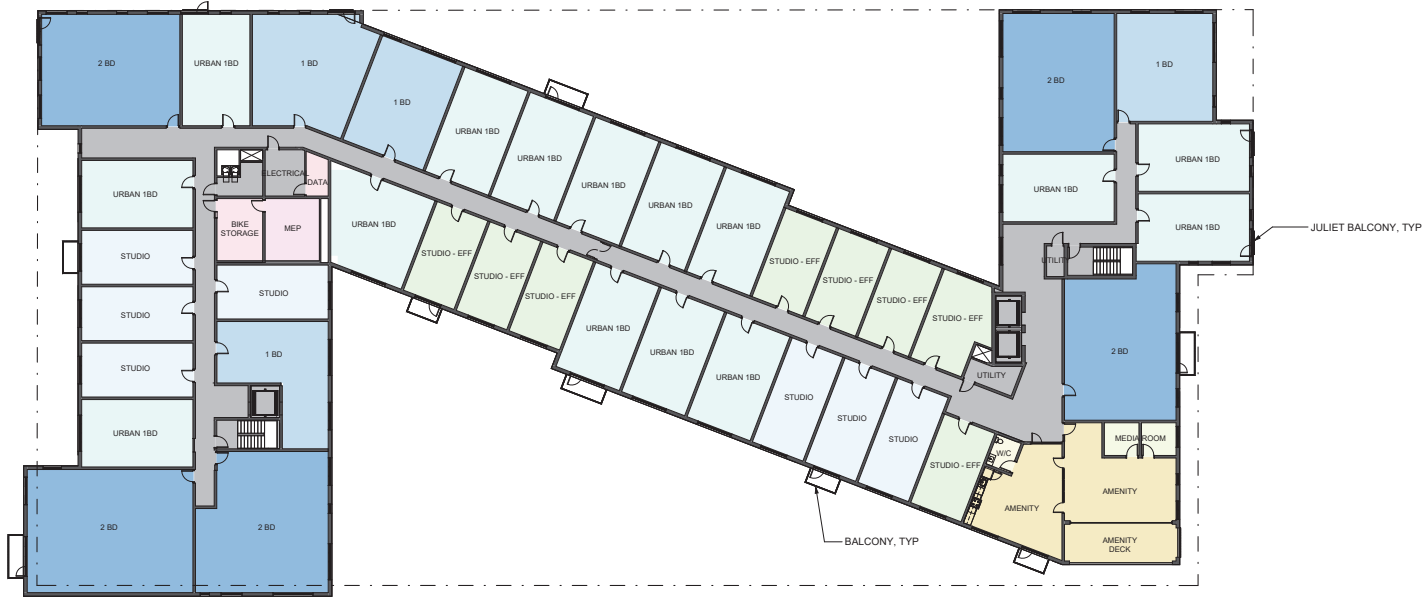 2 BD
URBAN 1BD
1 BD
1 BD
URBAN 1BD
URBAN 1BD
URBAN 1BD
URBAN 1BD
URBAN 1BD
STUDIO - EFF
STUDIO - EFF
STUDIO - EFF
STUDIO - EFF
2 BD
1 BD
URBAN 1BD
URBAN 1BD
URBAN 1BD
JULIET BALCONY, TYP
UTILITY
2 BD
UTILITY
ELECTRICAL
DATA
BIKE
STORAGE
MEP
URBAN 1BD
STUDIO
STUDIO
STUDIO
URBAN 1BD
STUDIO
1 BD
2 BD
2 BD
URBAN 1BD
STUDIO - EFF
STUDIO - EFF
STUDIO - EFF
URBAN 1BD
URBAN 1BD
URBAN 1BD
STUDIO
STUDIO
STUDIO
STUDIO - EFF
W/C
AMENITY
MEDIA ROOM
AMENITY
AMENITY
DECK
BALCONY, TYP